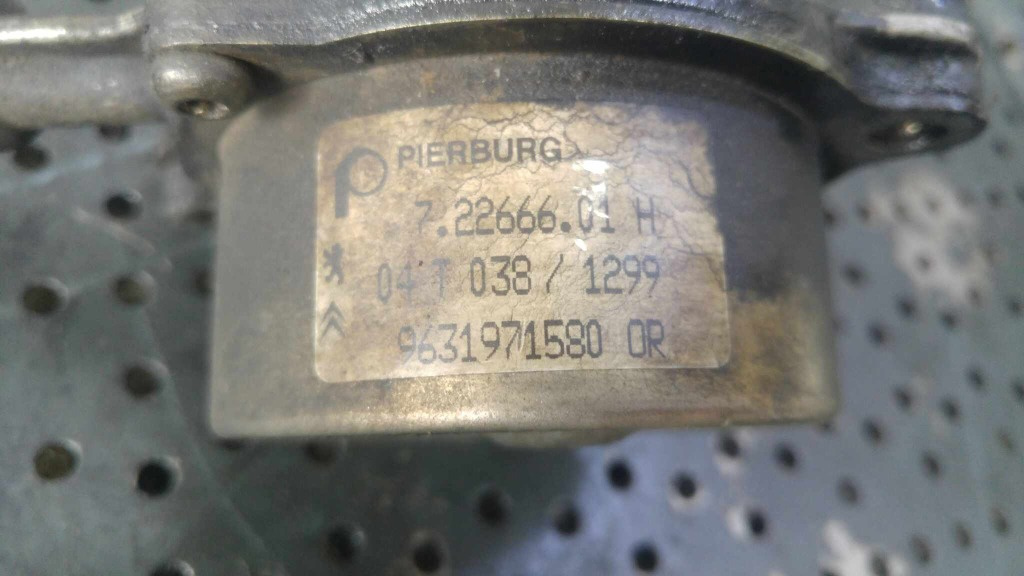 PIERBURG
7.22666.01 H
04 T 038 / 1299
9631971580 OR